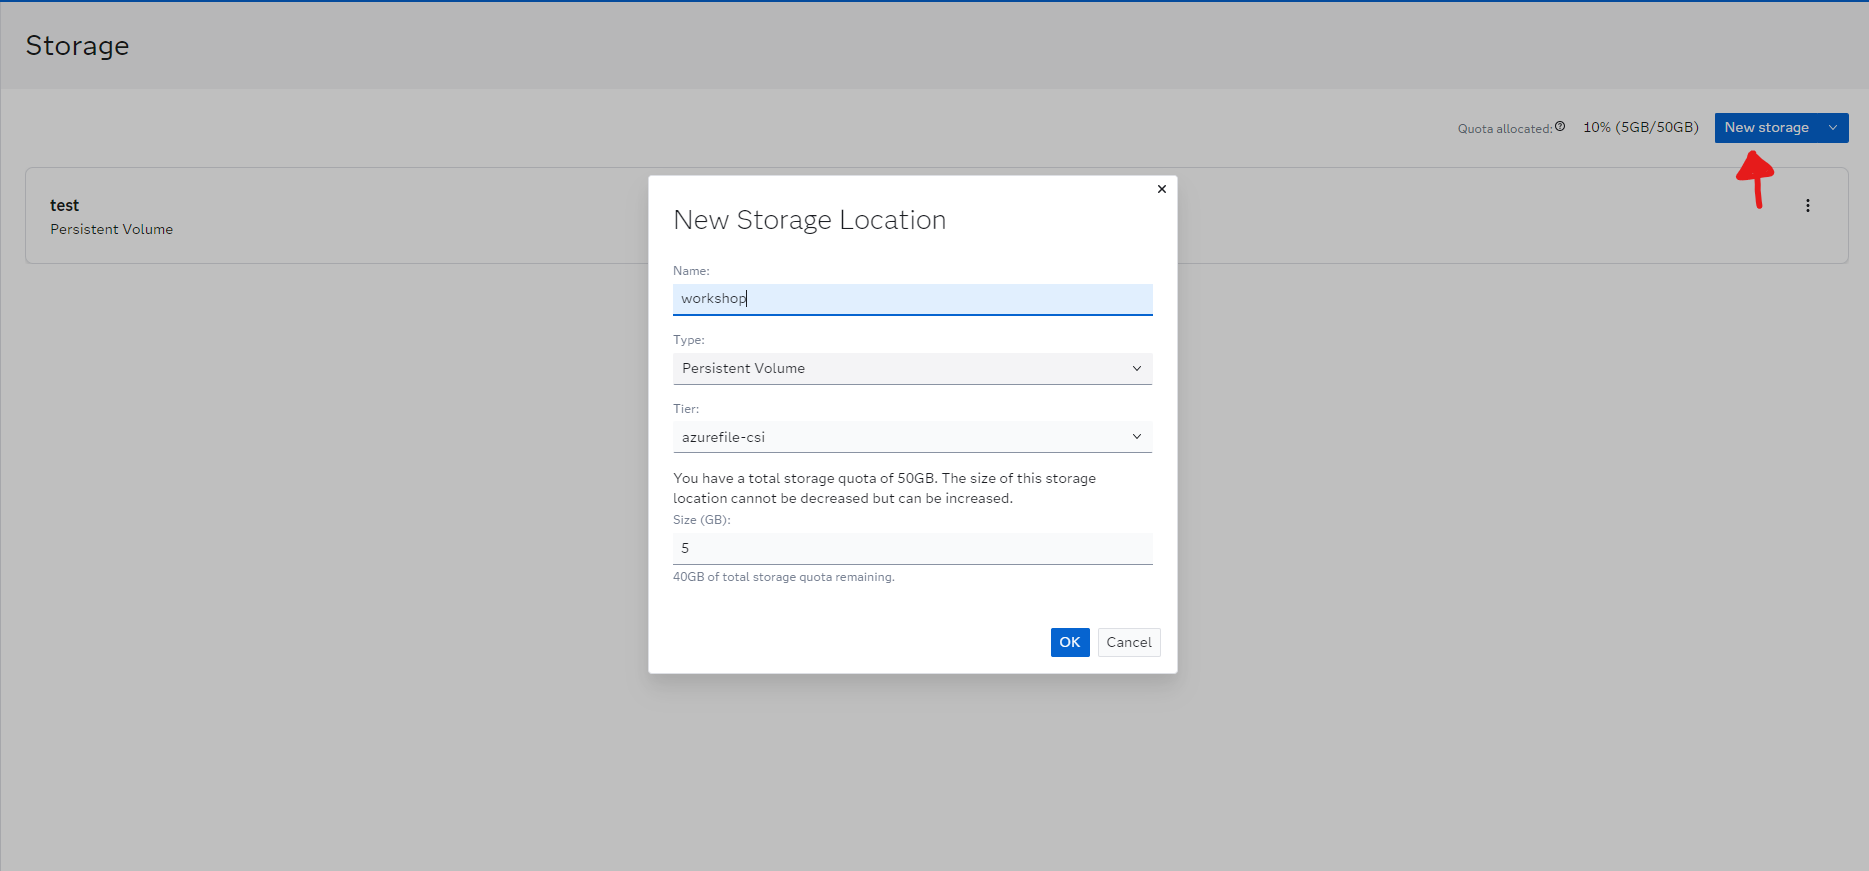 Storage
Quota allocated: 10% (5GB/50GB) New storage
test
Persistent Volume
New Storage Location
Name:
workshop
Type:
Persistent Volume
Tier:
azurefile-csi
You have a total storage quota of 50GB. The size of this storage
location cannot be decreased but can be increased.
Size (GB):
5
40GB of total storage quota remaining.
OK Cancel